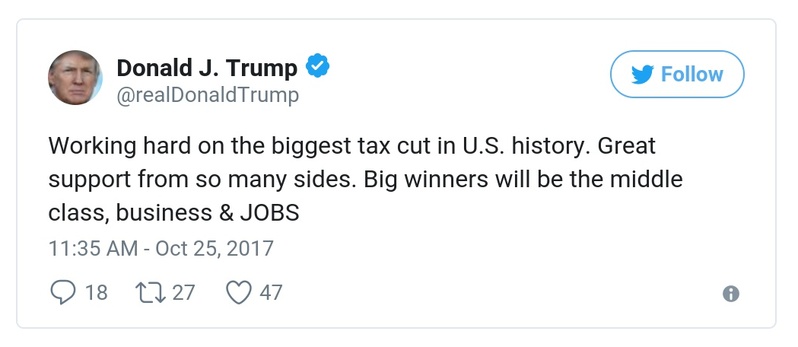 Donald J. Trump
Follow
@realDonaldTrump
Working hard on the biggest tax cut in U.S. history. Great
support from so many sides. Big winners will be the middle
class, business & JOBS
11:35 AM - Oct 25, 2017
18 27 47